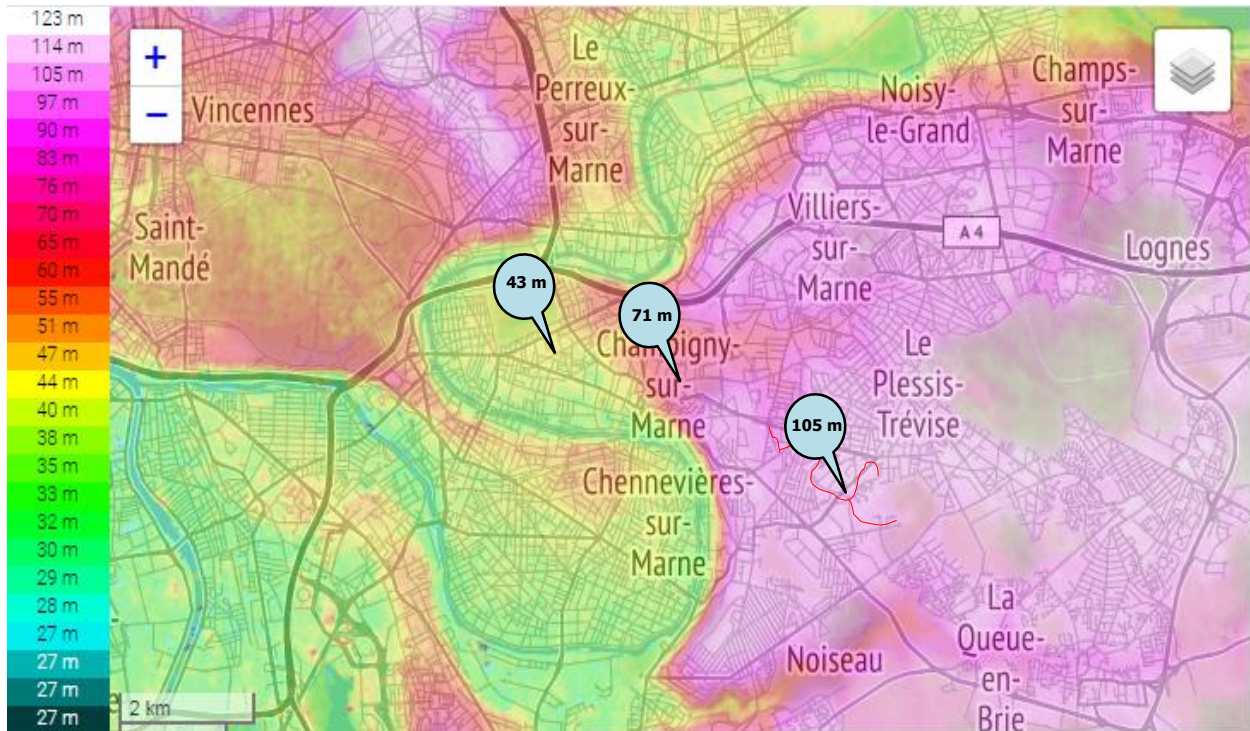 123 m
114 m
105 m
97 m
90 m
83 m
76 m
70 m
65 m
60 m
55 m
51 m
47 m
44 m
40 m
38 m
35 m
33 m
32 m
30 m
29 m
28 m
27 m
27 m
27 m
27 m
+
−
Vincennes
Le
Perreux-
sur-
Marne
Noisy-
le-Grand
Champs-
sur-
Marne
Saint-
Mandé
Villiers-
sur-
Marne
A 4
Lognes
43 m
71 m
Champigny-
sur-
Marne
Le
Plessis-
Trévise
105 m
Chennevières-
sur-
Marne
La
Queue-
en-
Brie
Noiseau
2 km